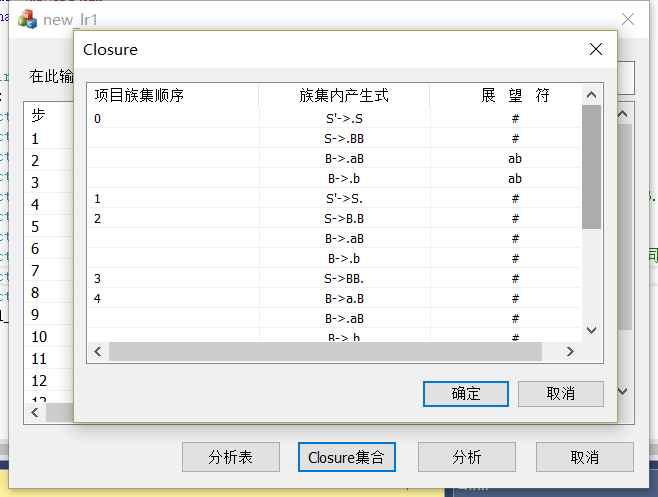 new_lr1
Closure
在此输
步
1
2
3
4
5
6
7
8
9
10
11
12
项目族集顺序 族集内产生式 展 望 符
0 S'->.S #
S->.BB #
B->.aB ab
B->.b ab
1 S'->S. #
2 S->B.B #
B->.aB #
B->.b #
3 S->BB. #
4 B->a.B #
B->.aB #
B->.b #
确定 取消
分析表 Closure集合 分析 取消